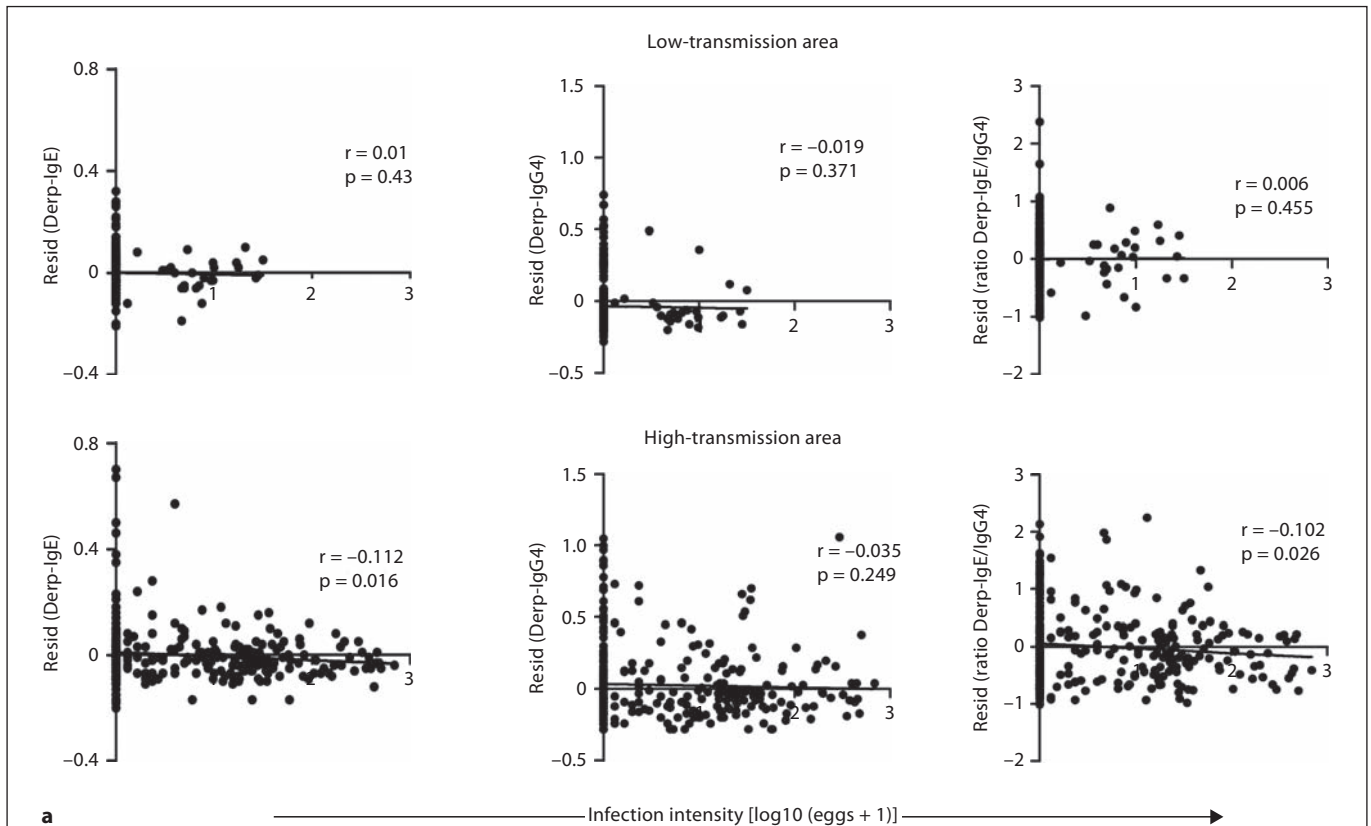 Low-transmission area
0.8
0.4
0
–0.4
Resid (Derp-IgE)
1
2
3
r = 0.01
p = 0.43
1.5
1.0
0.5
0
–0.5
Resid (Derp-IgG4)
1
2
3
r = –0.019
p = 0.371
3
2
1
0
–1
–2
Resid (ratio Derp-IgE/IgG4)
1
2
3
r = 0.006
p = 0.455
High-transmission area
0.8
0.4
0
–0.4
Resid (Derp-IgE)
1
2
3
r = –0.112
p = 0.016
1.5
1.0
0.5
0
–0.5
Resid (Derp-IgG4)
1
2
3
r = –0.035
p = 0.249
3
2
1
0
–1
–2
Resid (ratio Derp-IgE/IgG4)
1
2
3
r = –0.102
p = 0.026
a
Infection intensity [log10 (eggs + 1)]